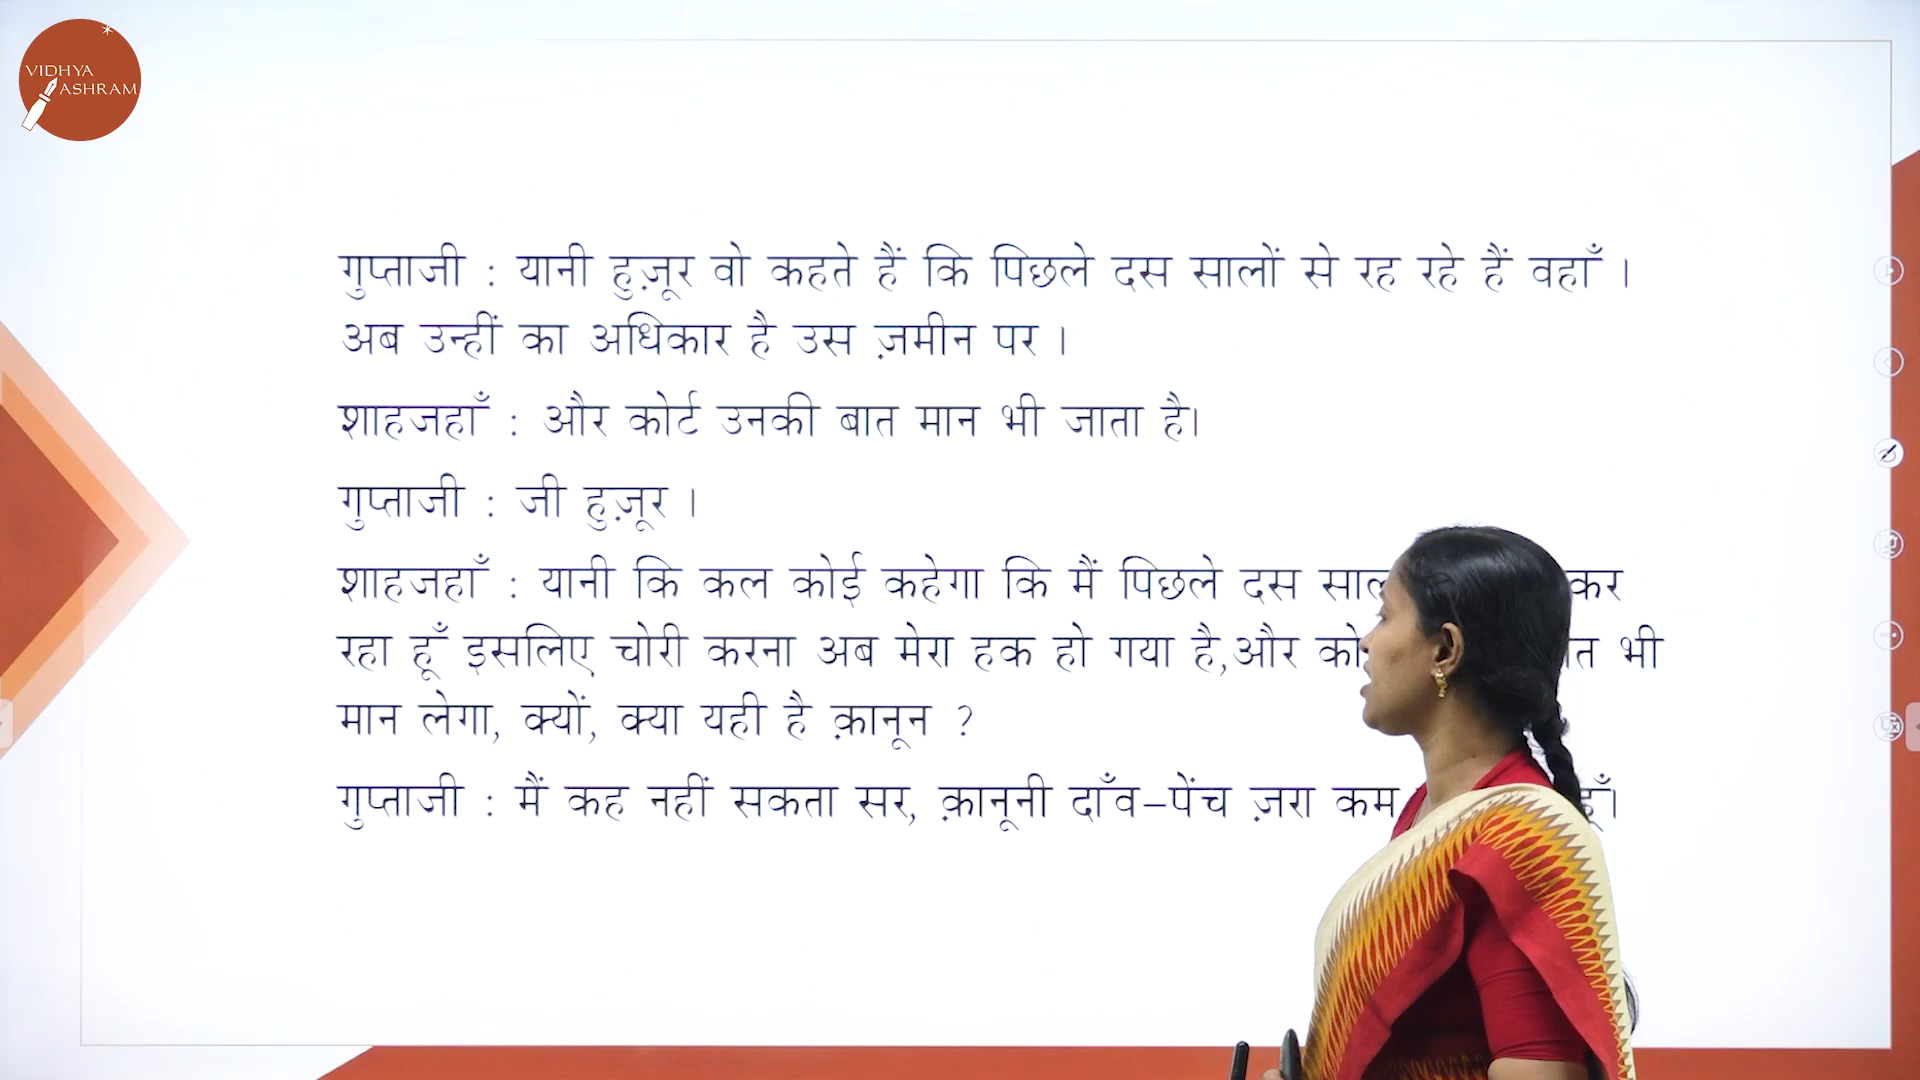 VIDHYA
ASHRAM
गुप्ताजी : यानी हुज़ूर वो कहते हैं कि पिछले दस सालों से रह रहे हैं वहाँ ।
अब उन्हीं का अधिकार है उस ज़मीन पर ।
शाहजहाँ : और कोर्ट उनकी बात मान भी जाता है।
गुप्ताजी : जी हुज़ूर ।
शाहजहाँ : यानी कि कल कोई कहेगा कि मैं पिछले दस कर
रहा हूँ इसलिए चोरी करना अब मेरा हक हो गया है,और भी
मान लेगा, क्यों, क्या यही है क़ानून ?
गुप्ताजी : मैं कह नहीं सकता सर, क़ानूनी दाँव–पेंच ज़रा कम हूँ।